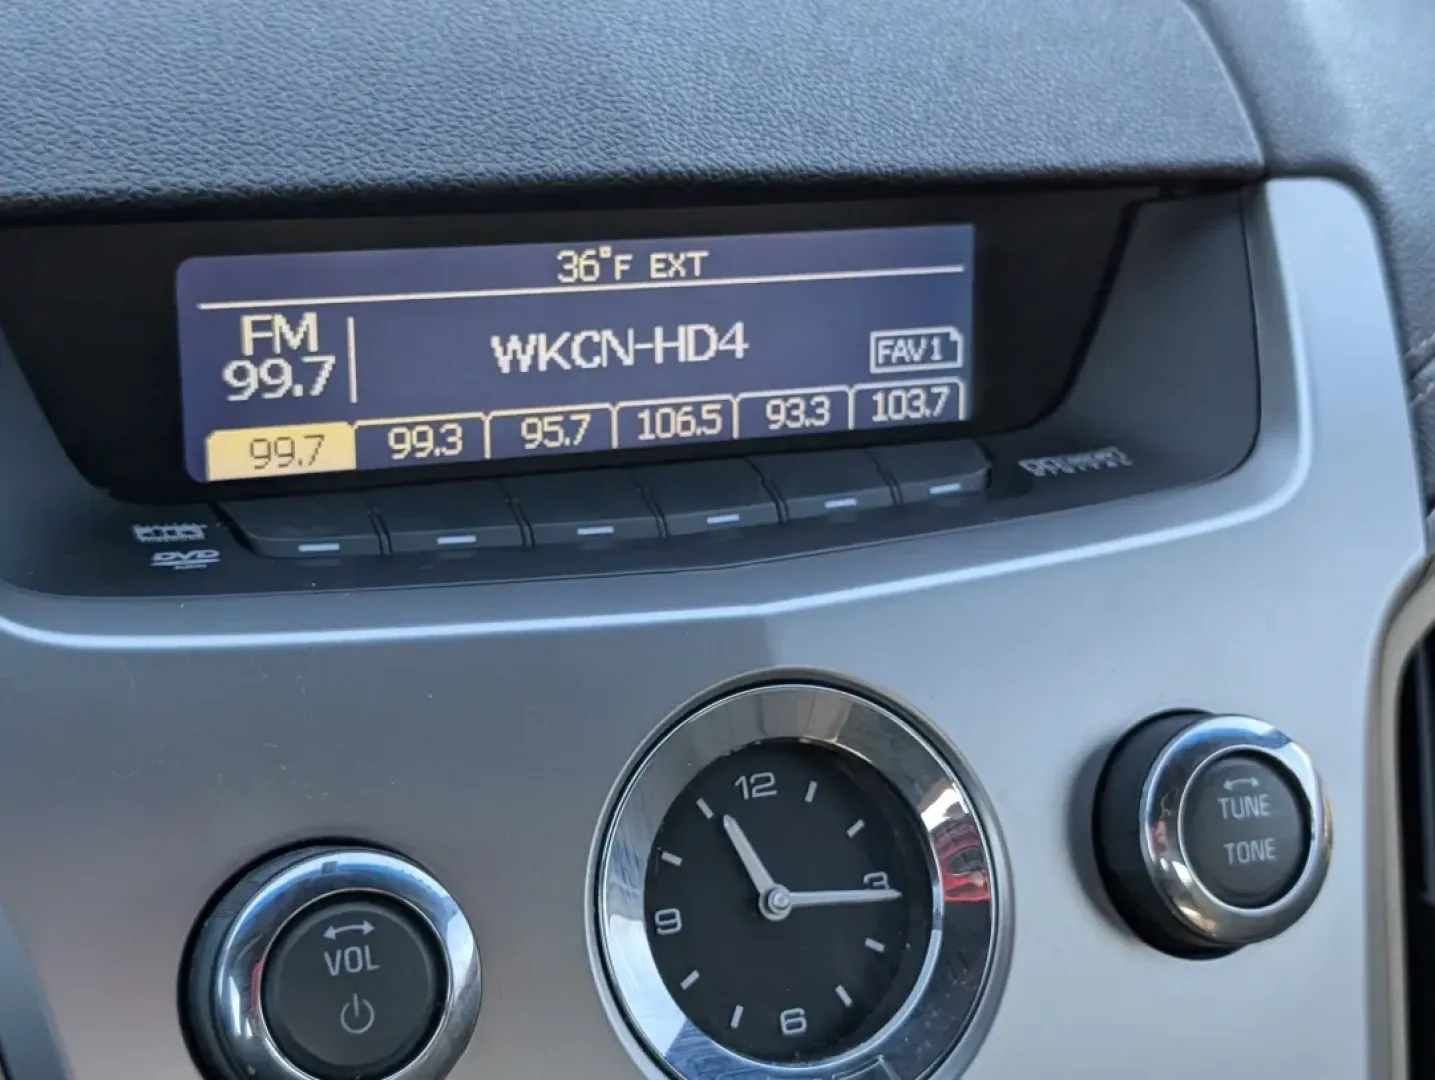 36°F EXT
FM
99.7
WKCN-HD4
FAV1
99.7 99.3 95.7 106.5 93.3 103.7
DVD
12
3
6
9
VOL
TUNE
TONE